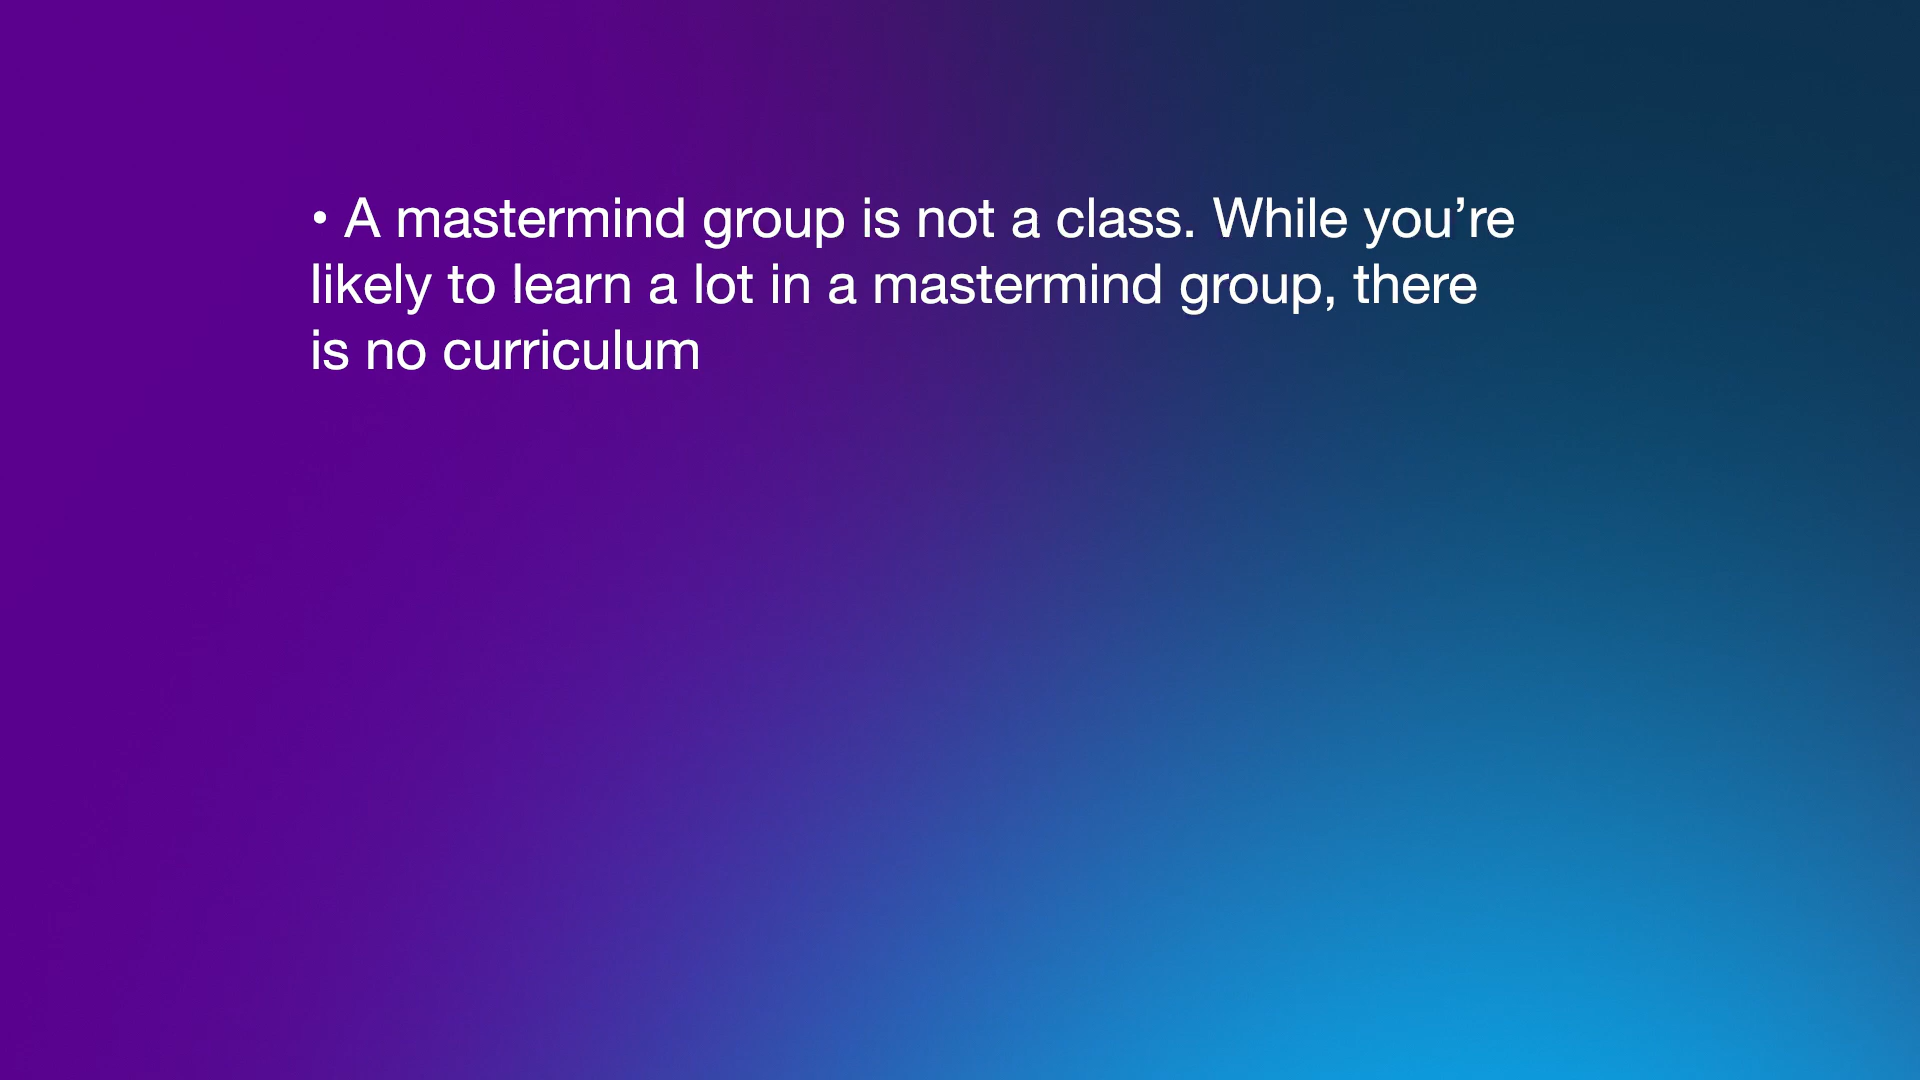 • A mastermind group is not a class. While you’re
likely to learn a lot in a mastermind group, there
is no curriculum